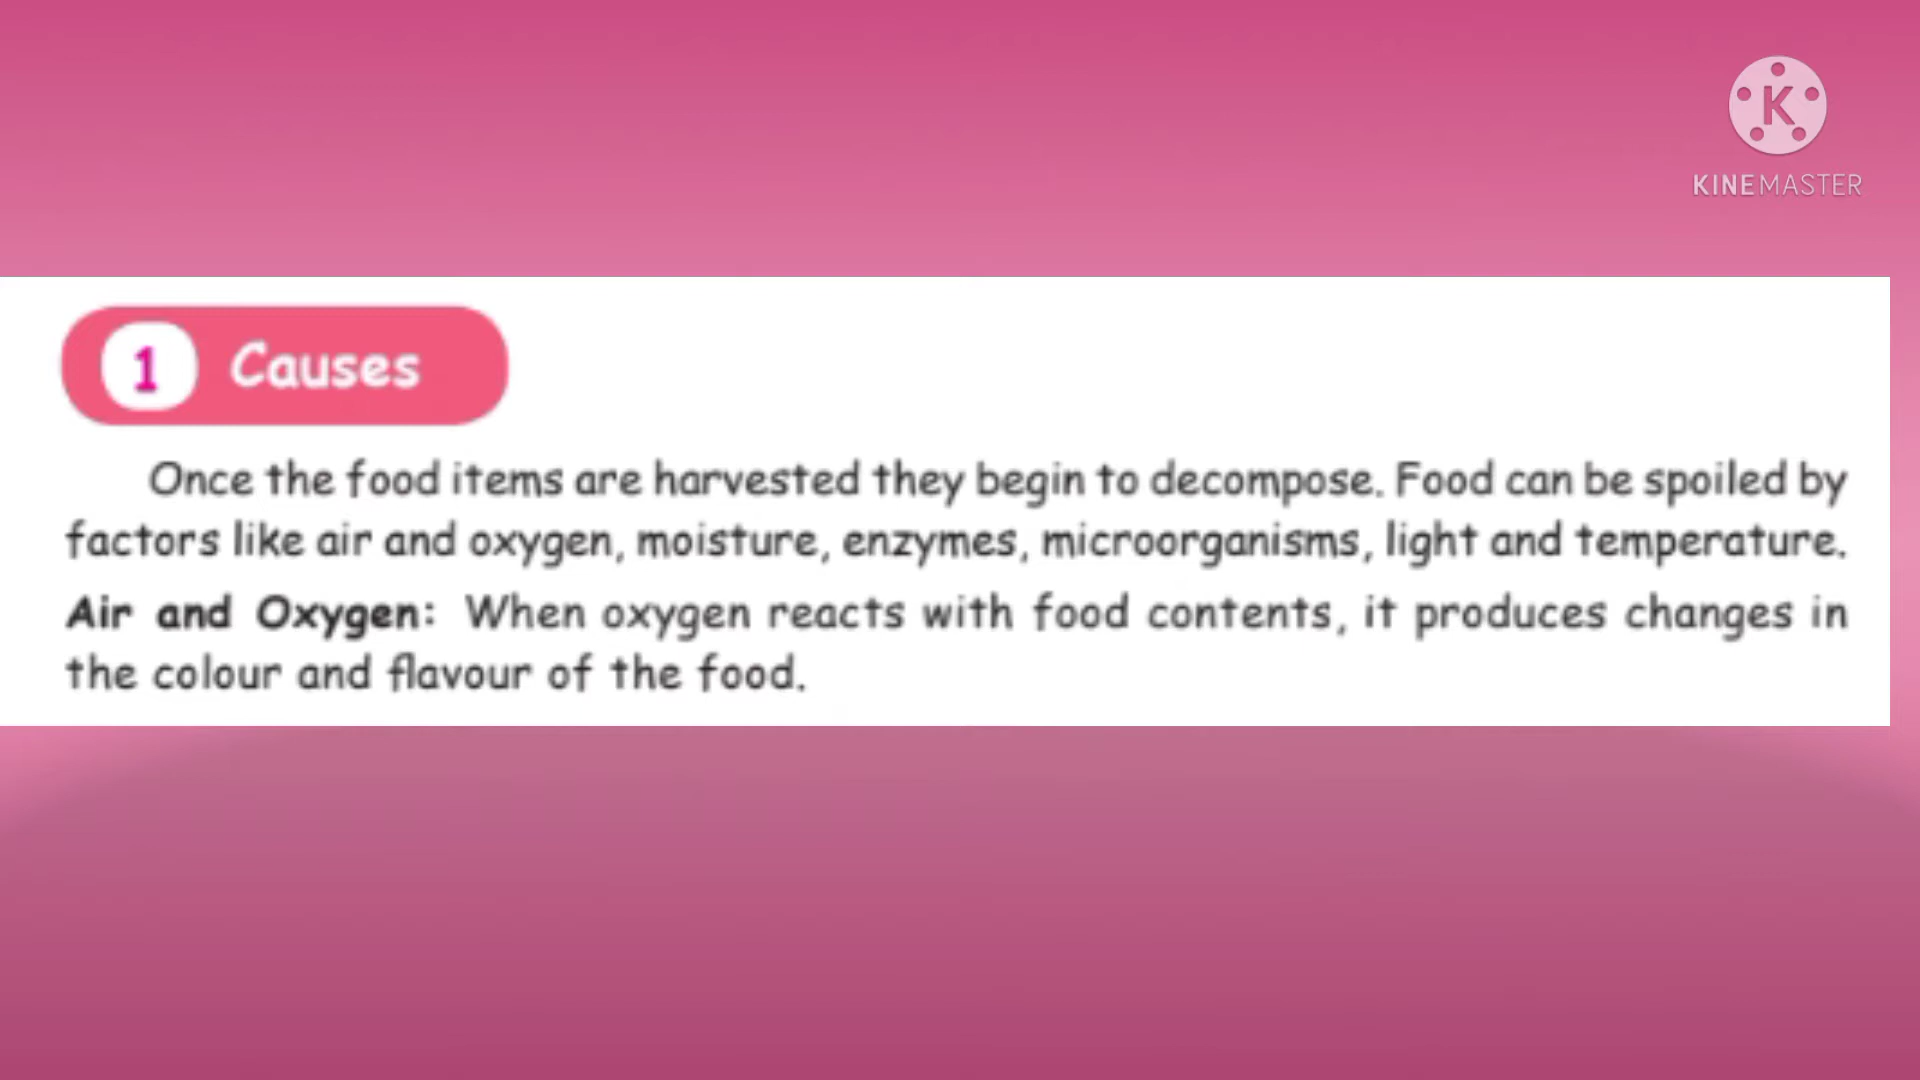 K
KINEMASTER
1 Causes
Once the food items are harvested they begin to decompose. Food can be spoiled by
factors like air and oxygen, moisture, enzymes, microorganisms, light and temperature.
Air and Oxygen: When oxygen reacts with food contents, it produces changes in
the colour and flavour of the food.